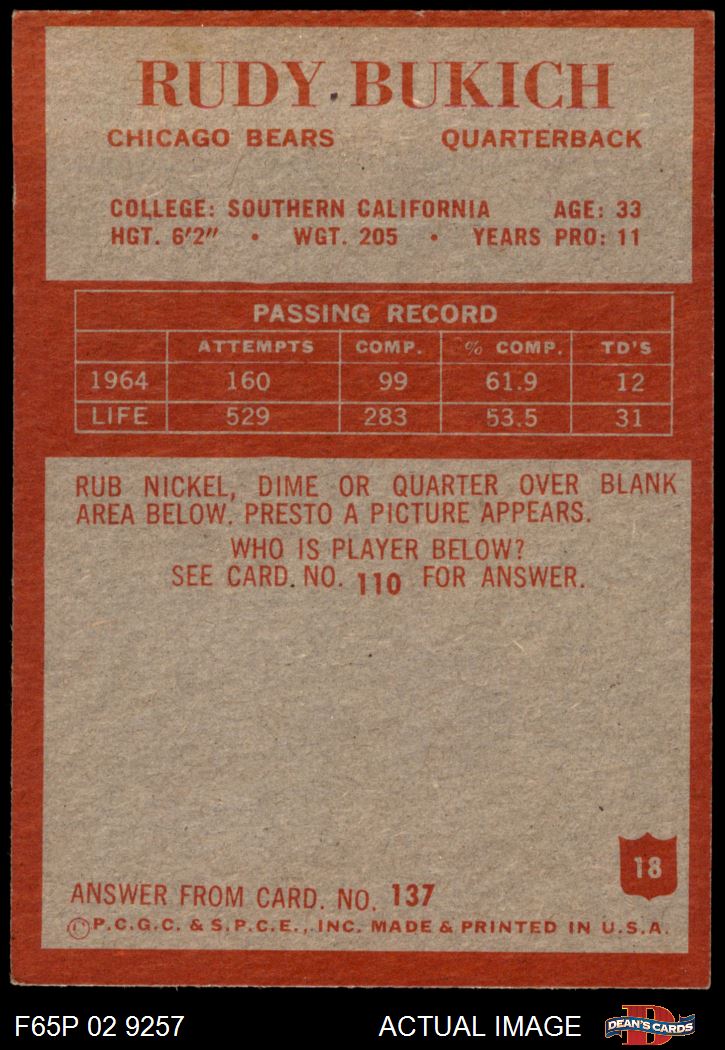 RUDY BUKICH
CHICAGO BEARS QUARTERBACK
COLLEGE: SOUTHERN CALIFORNIA AGE: 33
HGT. 6'2" • WGT. 205 • YEARS PRO: 11
PASSING RECORD
ATTEMPTS COMP. % COMP. TD'S
1964 160 99 61.9 12
LIFE 529 283 53.5 31
RUB NICKEL, DIME OR QUARTER OVER BLANK
AREA BELOW. PRESTO A PICTURE APPEARS.
WHO IS PLAYER BELOW?
SEE CARD. NO. 110 FOR ANSWER.
18
ANSWER FROM CARD. NO. 137
©P.C.G.C. & S.P.C.E., INC. MADE & PRINTED IN U.S.A.
F65P 02 9257 ACTUAL IMAGE DEAN'S CARDS